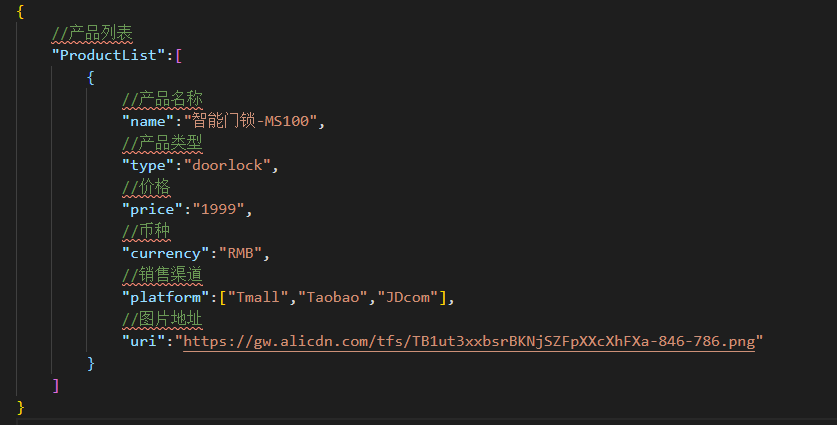 {
//产品列表
"ProductList":[
{
//产品名称
"name":"智能门锁-MS100",
//产品类型
"type":"doorlock",
//价格
"price":"1999",
//币种
"currency":"RMB",
//销售渠道
"platform":["Tmall","Taobao","JDcom"],
//图片地址
"uri":"https://gw.alicdn.com/tfs/TB1ut3xxbsrBKNjSZFpXXcXhFXa-846-786.png"
}
]
}